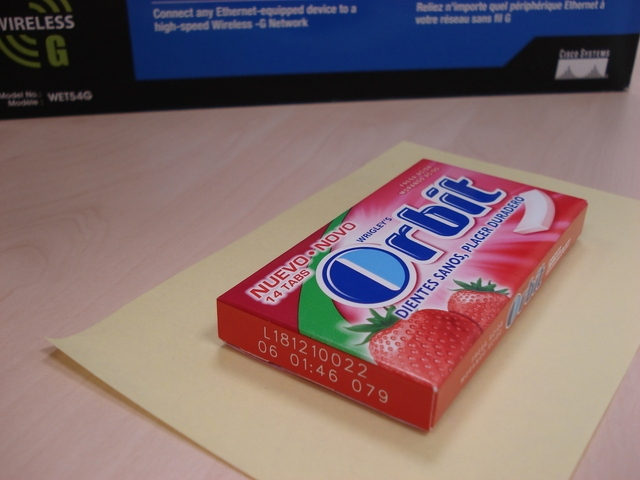 WIRELESS
G
Model No.:
Modèle: WET54G
Connect any Ethernet-equipped device to a
high-speed Wireless -G Network
Reliez n'importe quel périphérique Ethernet à
votre réseau sans fil G
CISCO SYSTEMS
NUEVO • NOVO
14 TABS
WRIGLEY'S
Orbit
DIENTES SANOS, PLACER DURADERO
L181210022
06 01:46 079
Orbit